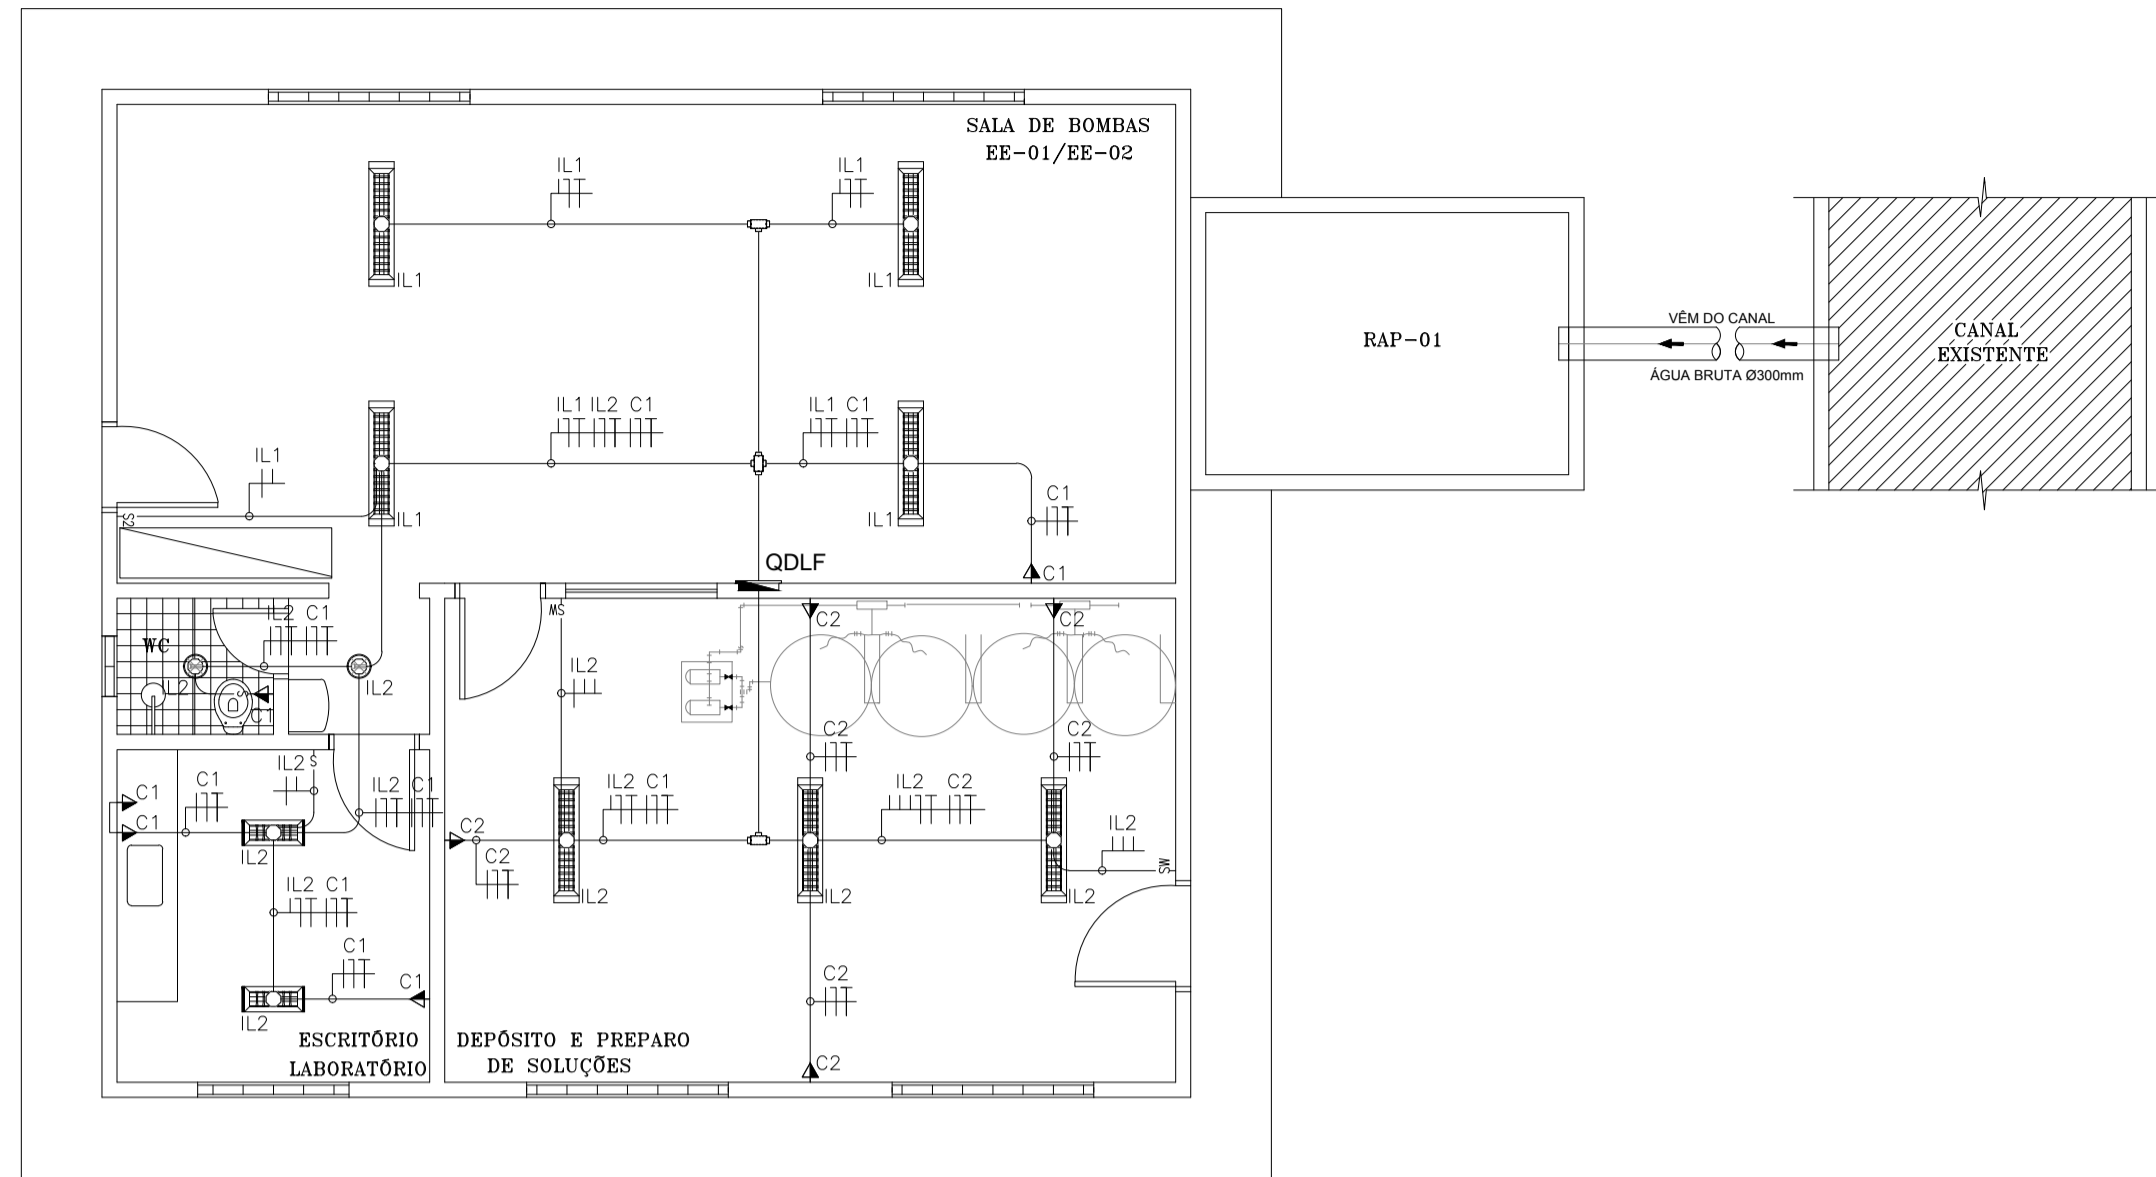 SALA DE BOMBAS
EE-01/EE-02
IL1
IL1
IL1
IL1
RAP-01
VÊM DO CANAL
ÁGUA BRUTA Ø300mm
CANAL
EXISTENTE
IL1 IL2 C1
IL1 C1
IL1
S2
IL1
IL1
C1
C1
QDLF
SW
IL2 C1
WC
IL2
S
C1
IL2
IL2
C2
C2
C2
C2
IL2 S
C1
C1
C1
IL2 C1
IL2
IL2 C1
IL2 C2
C2
C2
IL2
SW
IL2
IL2
IL2
IL2 C1
C1
C1
IL2
C2
C2
ESCRITÓRIO
LABORATÓRIO
DEPÓSITO E PREPARO
DE SOLUÇÕES